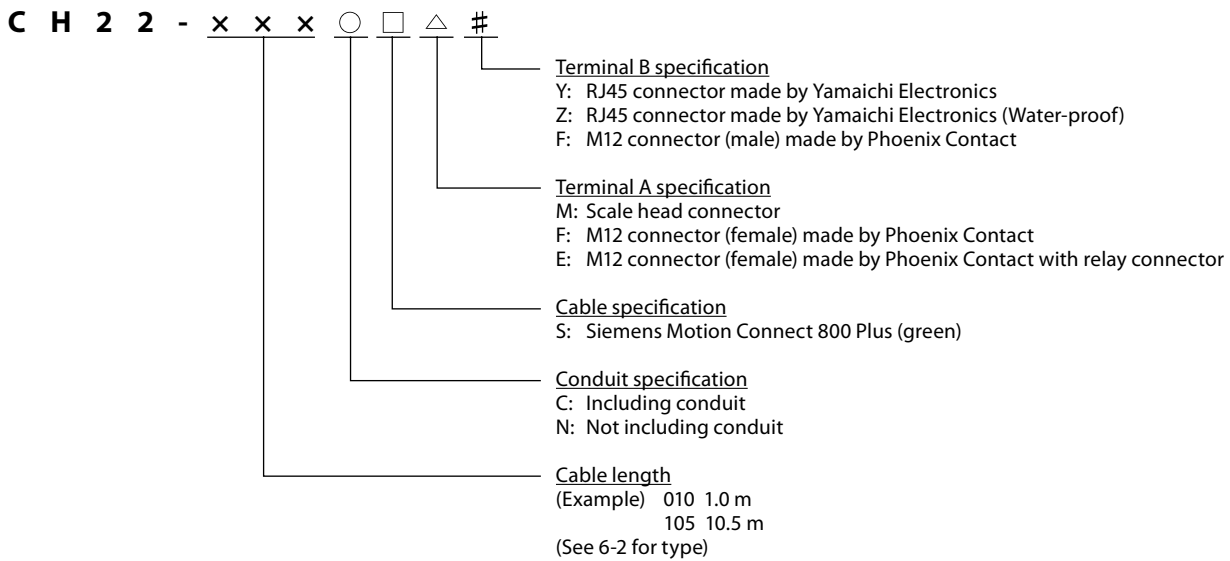 C H 2 2 - × × × ○ □ △ #
Terminal B specification
Y: RJ45 connector made by Yamaichi Electronics
Z: RJ45 connector made by Yamaichi Electronics (Water-proof)
F: M12 connector (male) made by Phoenix Contact
Terminal A specification
M: Scale head connector
F: M12 connector (female) made by Phoenix Contact
E: M12 connector (female) made by Phoenix Contact with relay connector
Cable specification
S: Siemens Motion Connect 800 Plus (green)
Conduit specification
C: Including conduit
N: Not including conduit
Cable length
(Example) 010 1.0 m
105 10.5 m
(See 6-2 for type)